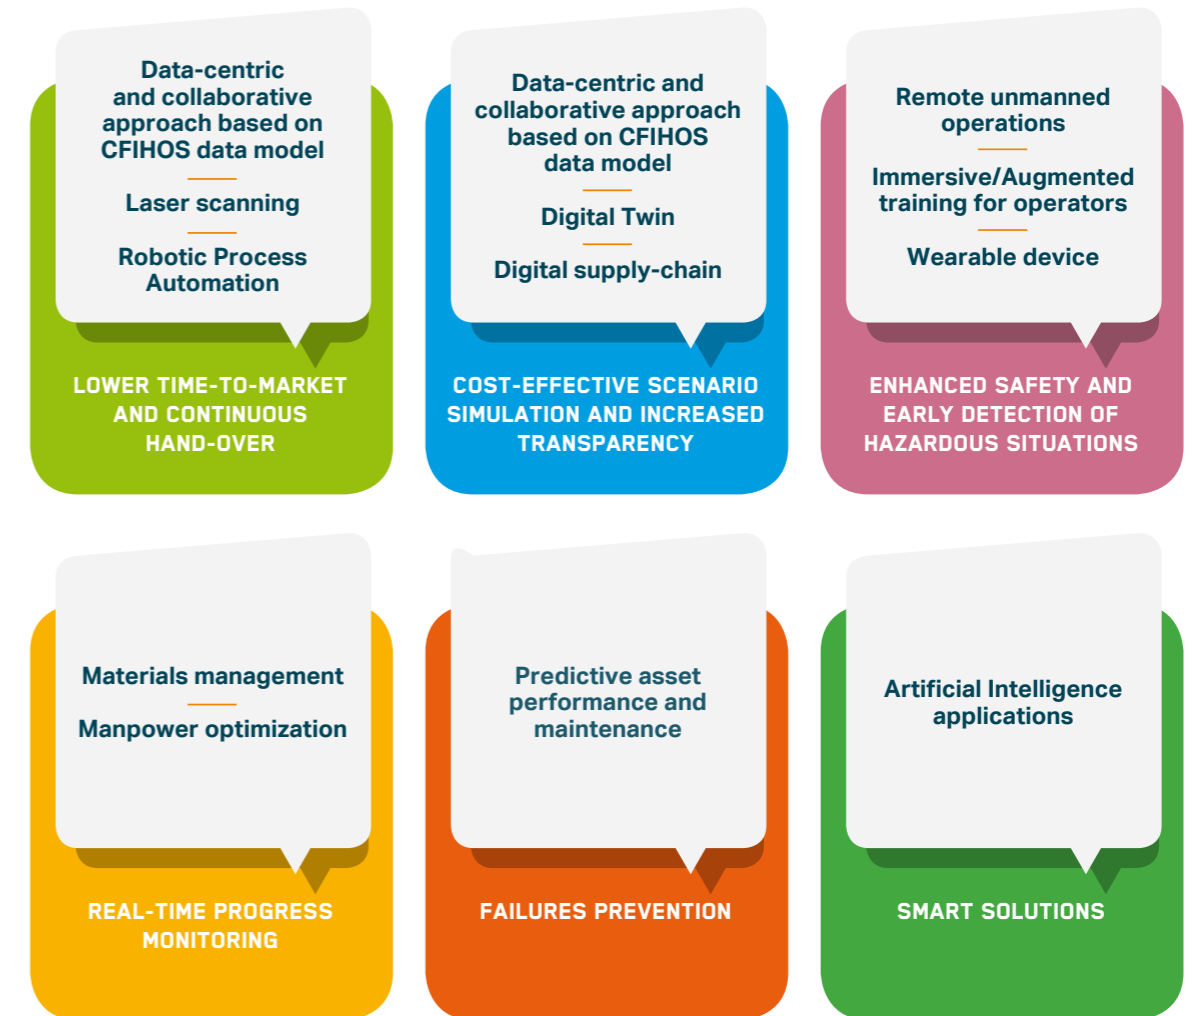 Data-centric
and collaborative
approach based on
CFIHOS data model
Laser scanning
Robotic Process
Automation
LOWER TIME-TO-MARKET
AND CONTINUOUS
HAND-OVER
Data-centric and
collaborative approach
based on CFIHOS
data model
Digital Twin
Digital supply-chain
COST-EFFECTIVE SCENARIO
SIMULATION AND INCREASED
TRANSPARENCY
Remote unmanned
operations
Immersive/Augmented
training for operators
Wearable device
ENHANCED SAFETY AND
EARLY DETECTION OF
HAZARDOUS SITUATIONS
Materials management
Manpower optimization
REAL-TIME PROGRESS
MONITORING
Predictive asset
performance and
maintenance
FAILURES PREVENTION
Artificial Intelligence
applications
SMART SOLUTIONS